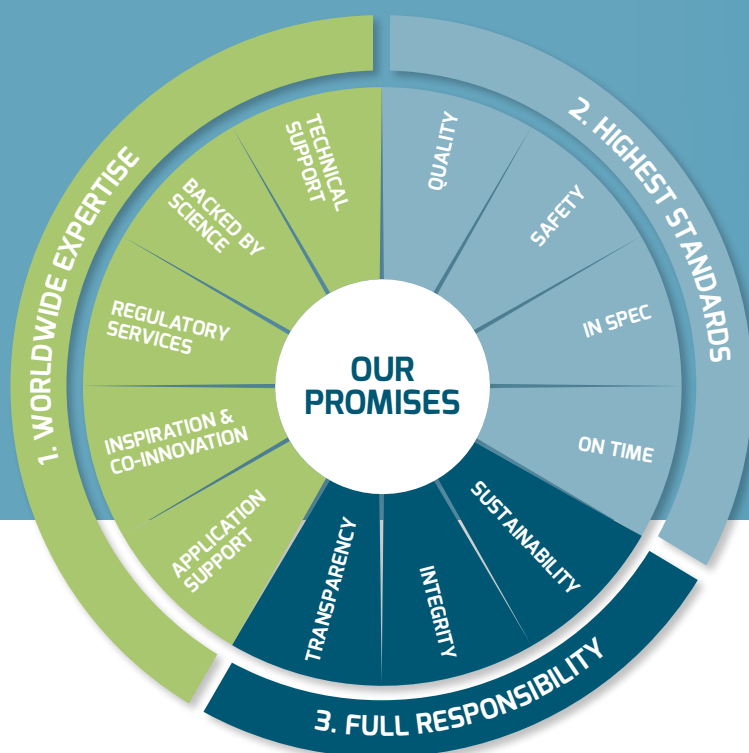 OUR
PROMISES
1. WORLDWIDE EXPERTISE
TECHNICAL
SUPPORT
BACKED BY
SCIENCE
REGULATORY
SERVICES
INSPIRATION &
CO-INNOVATION
APPLICATION
SUPPORT
2. HIGHEST STANDARDS
QUALITY
SAFETY
IN SPEC
ON TIME
3. FULL RESPONSIBILITY
SUSTAINABILITY
INTEGRITY
TRANSPARENCY